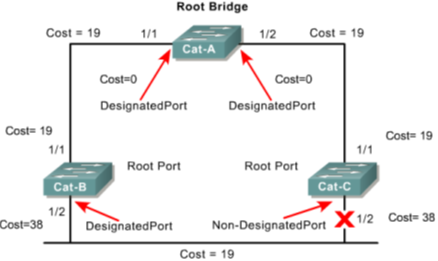 Root Bridge
Cost = 19
1/1
1/2
Cost = 19
Cat-A
Cost=0
Cost=0
DesignatedPort
DesignatedPort
Cost= 19
Cost= 19
1/1
Root Port
Root Port
1/1
Cat-B
Cat-C
1/2
Cost=38
DesignatedPort
Non-DesignatedPort
1/2
Cost= 38
Cost = 19